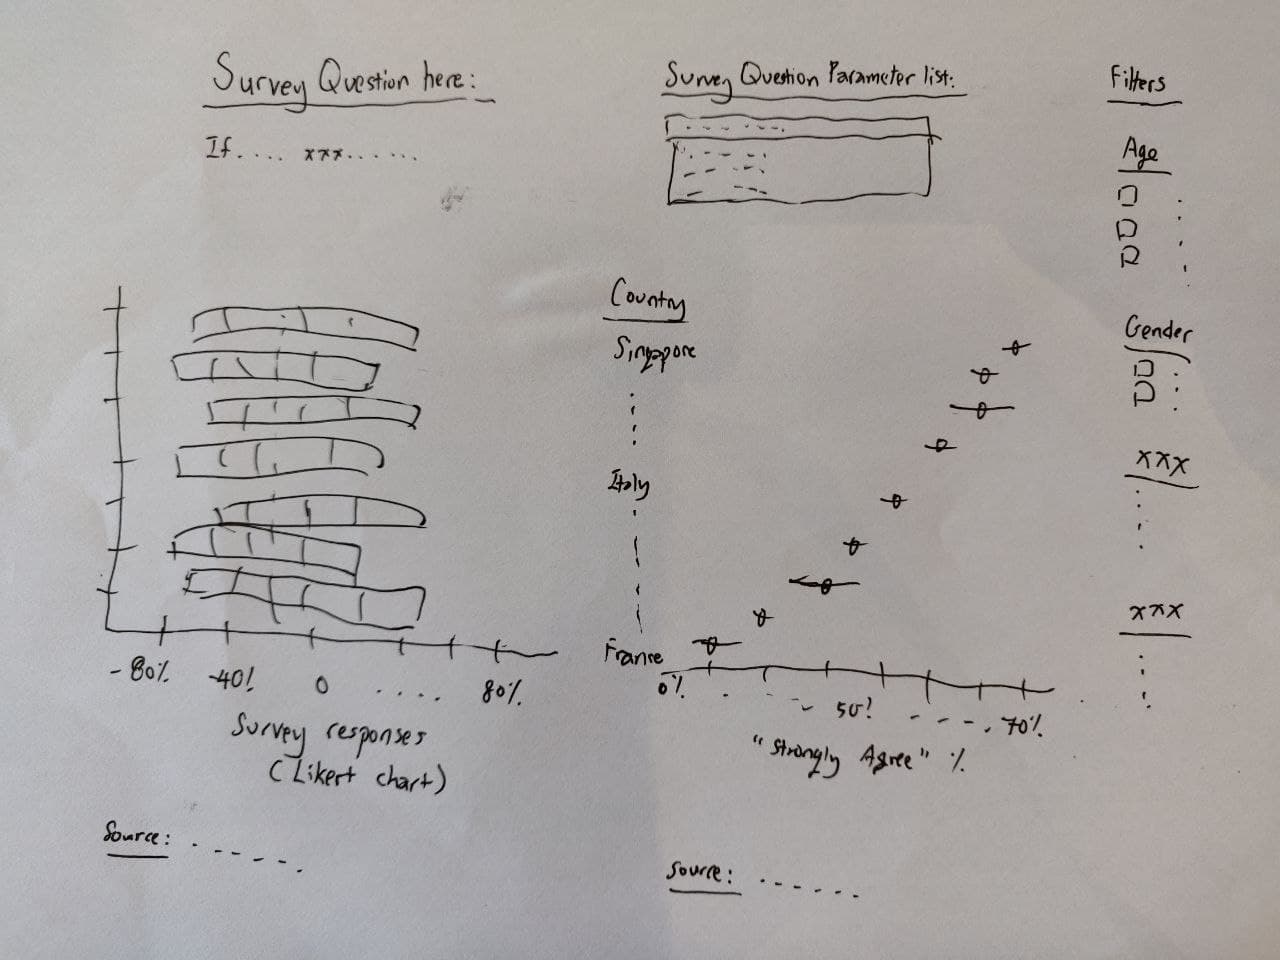 Survey Question here:
If.... xxx......
Survey Question Parameter list:
Filters
Age
Gender
xxx
xxx
Country
Singapore
Italy
France
-80%
-40!
0
....
80%
Survey responses
(Likert chart)
0%
50!
70%
"Strongly Agree" %
Source:
Source: